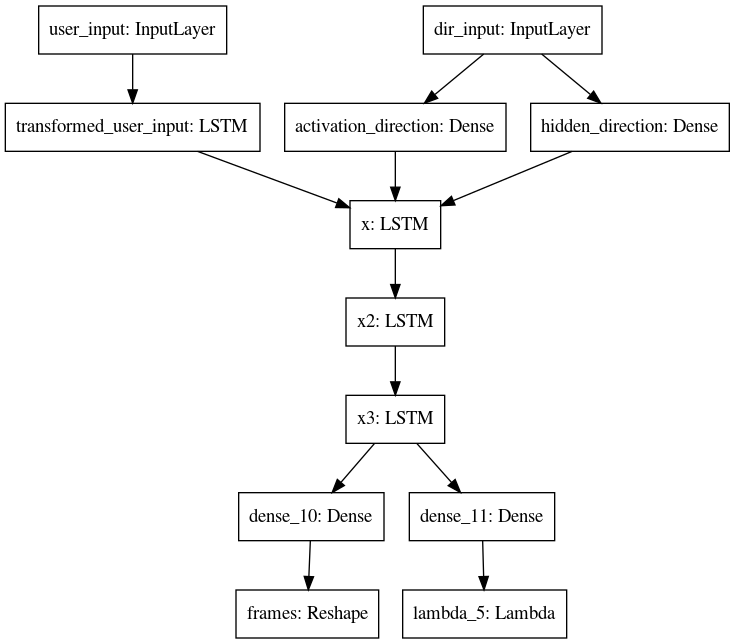 user_input: InputLayer
dir_input: InputLayer
transformed_user_input: LSTM
activation_direction: Dense
hidden_direction: Dense
x: LSTM
x2: LSTM
x3: LSTM
dense_10: Dense
dense_11: Dense
frames: Reshape
lambda_5: Lambda